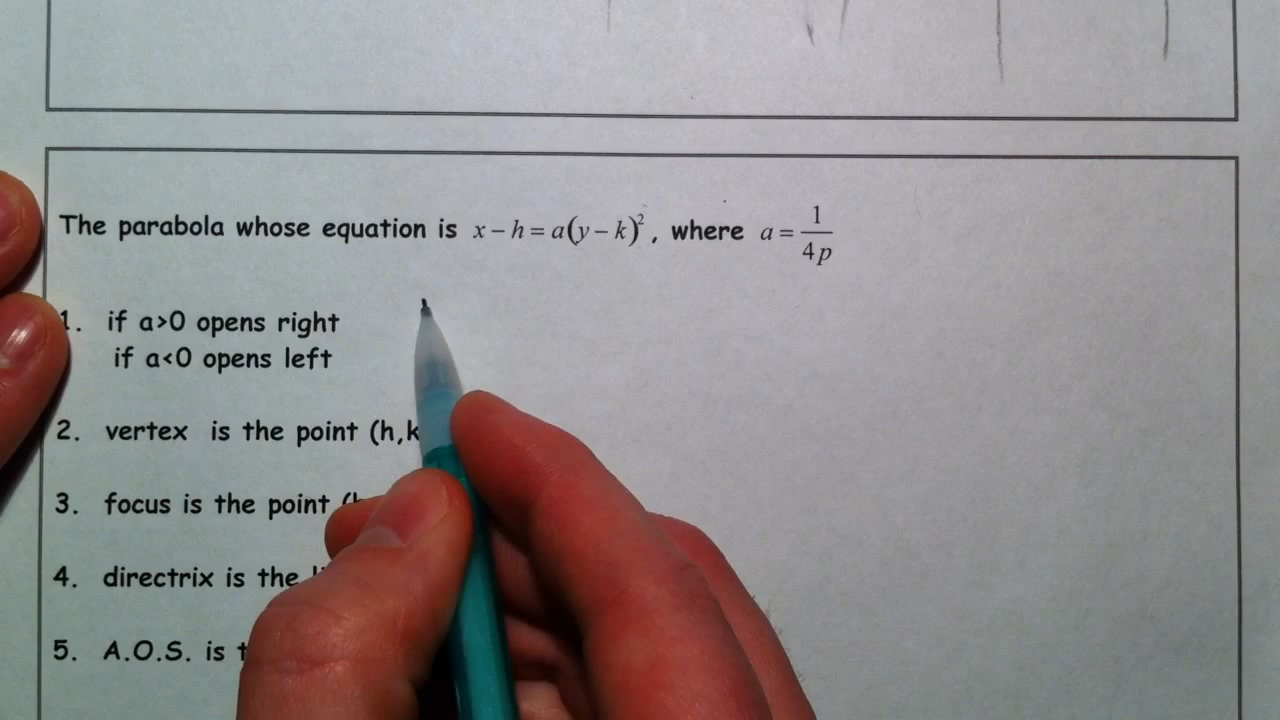 The parabola whose equation is x - h = a(y - k)², where a = 1/4p
1. if a>0 opens right
if a<0 opens left
2. vertex is the point (h,k
3. focus is the point (
4. directrix is the
5. A.O.S. is